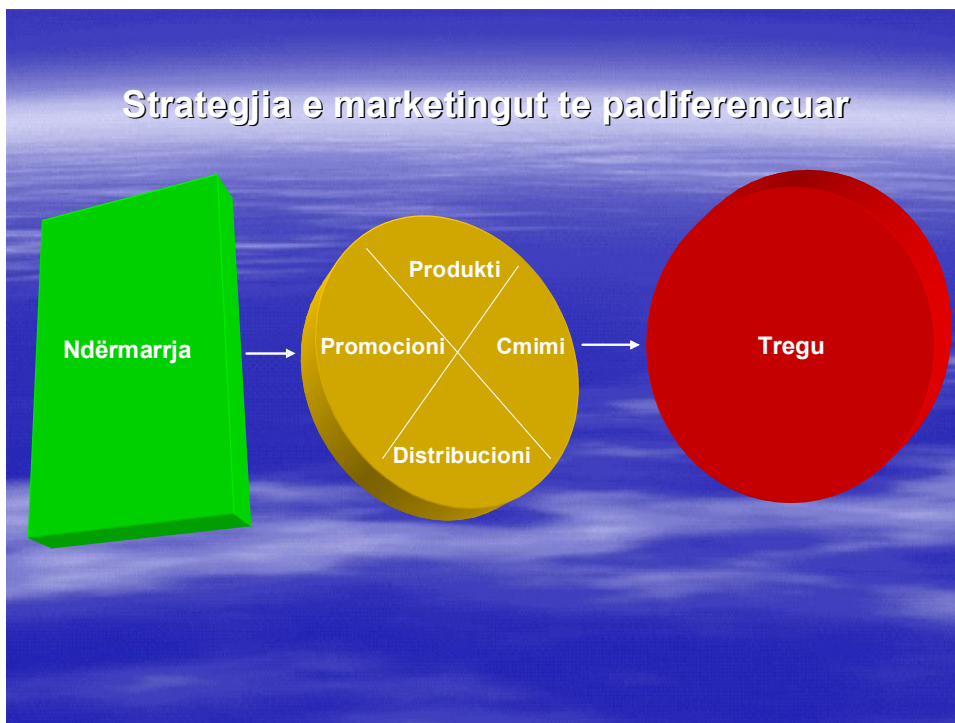 Strategjia e marketingut te padiferencuar
Ndërmarrja
Produkti
Promocioni
Cmimi
Distribucioni
Tregu